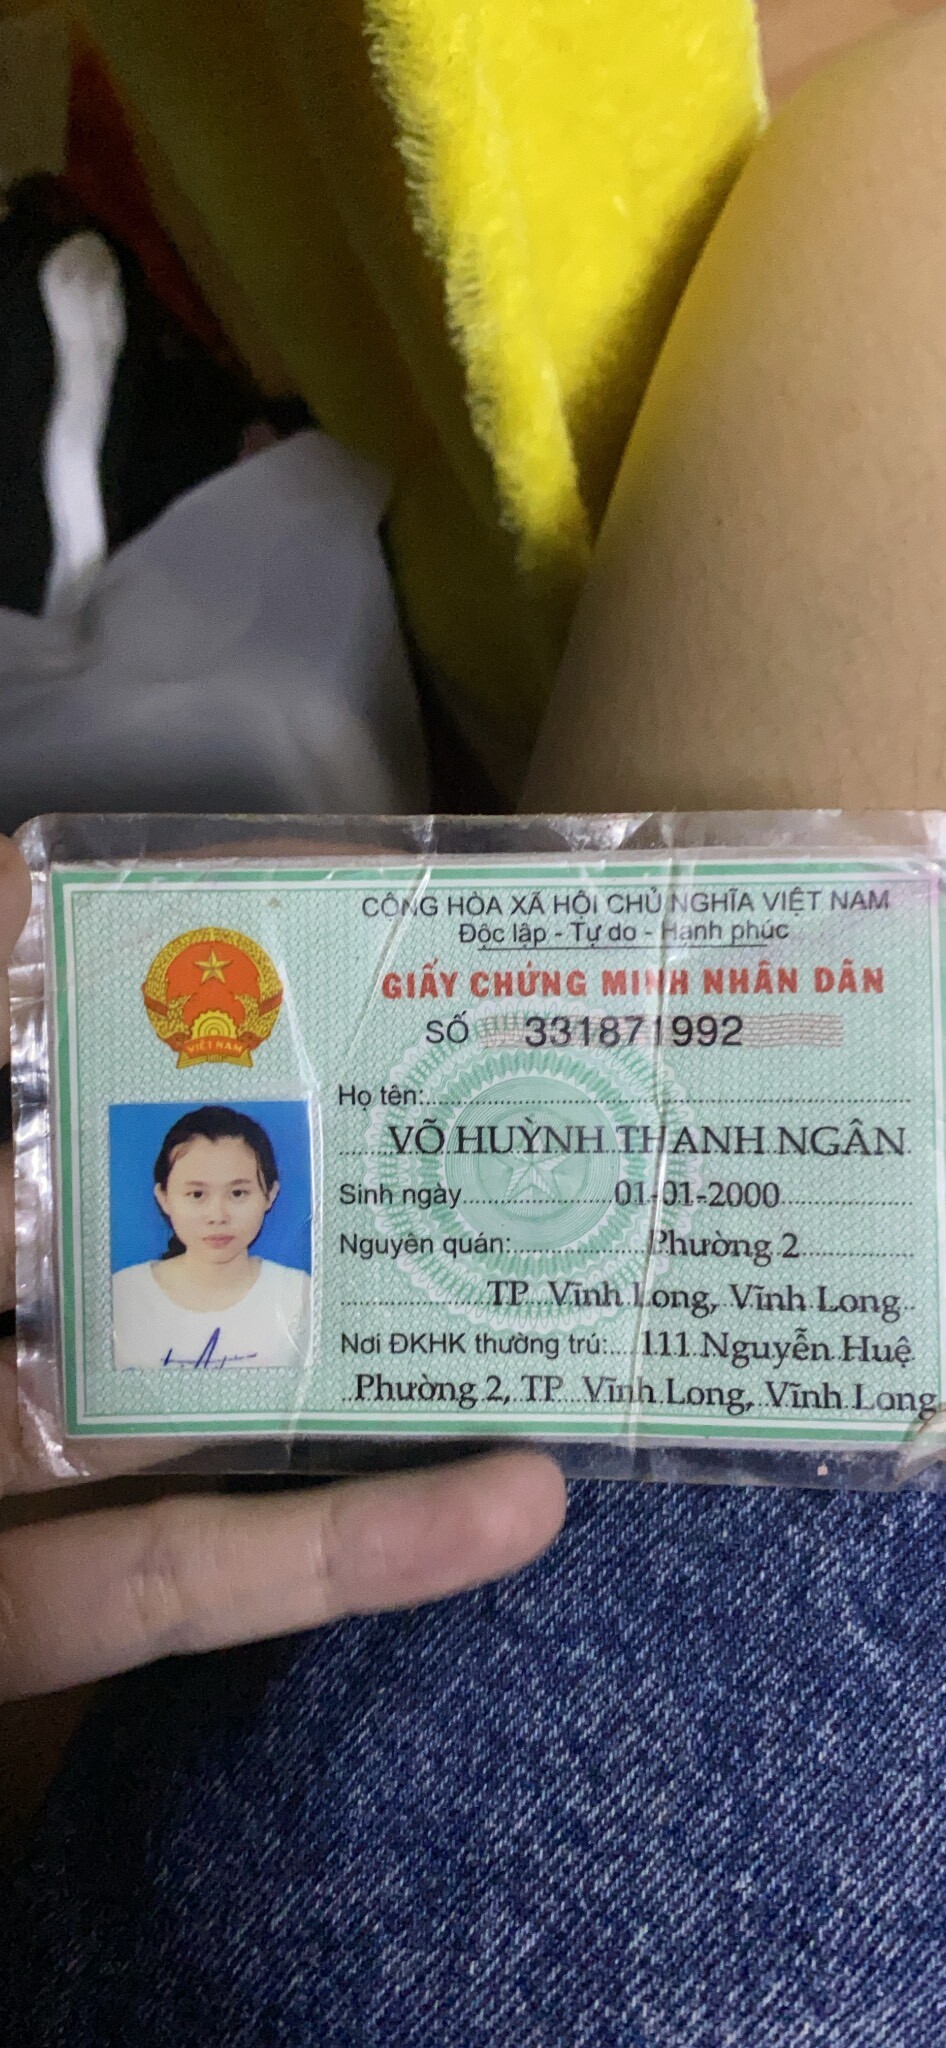 CỘNG HÒA XÃ HỘI CHỦ NGHĨA VIỆT NAM
Độc lập - Tự do - Hạnh phúc
GIẤY CHỨNG MINH NHÂN DÂN
SỐ 331871992
VIỆT NAM
Họ tên:
VÕ HUỲNH THANH NGÂN
Sinh ngày 01-01-2000
Nguyên quán: Phường 2
TP Vĩnh Long, Vĩnh Long
Nơi ĐKHK thường trú: 111 Nguyễn Huệ
Phường 2, TP Vĩnh Long, Vĩnh Long